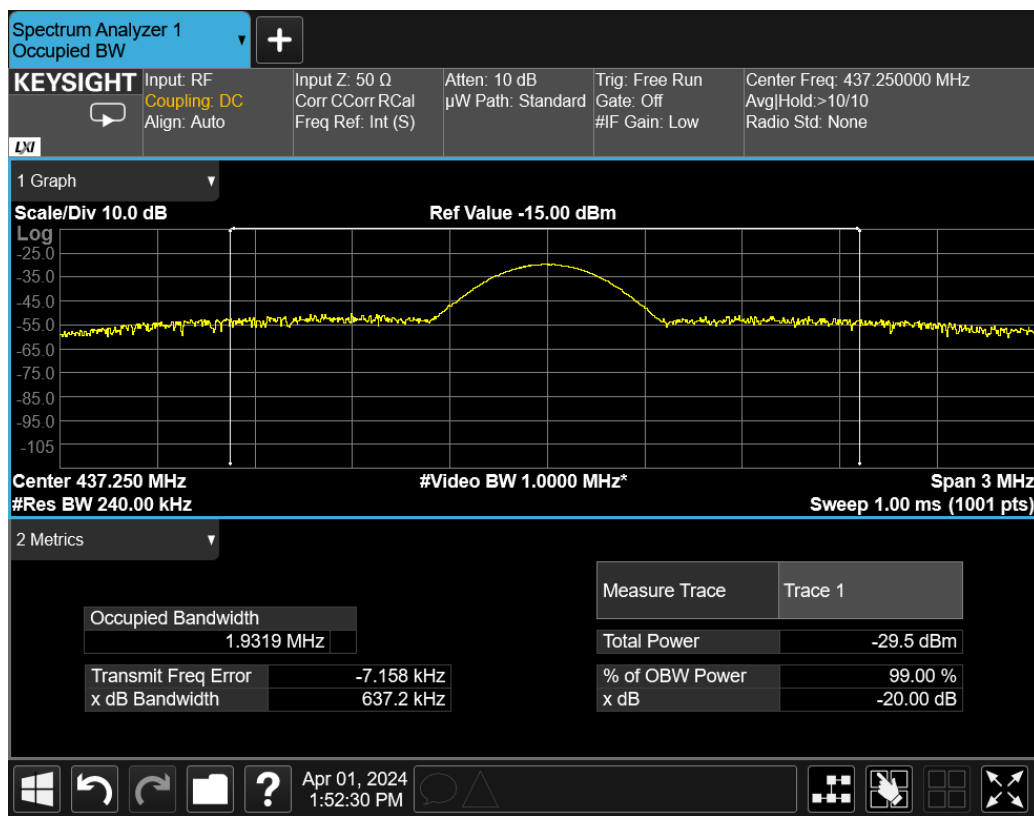 Spectrum Analyzer 1
Occupied BW
+
KEYSIGHT
LXI
Input: RF
Coupling: DC
Align: Auto
Input Z: 50 Ω
Corr CCorr RCal
Freq Ref: Int (S)
Atten: 10 dB
µW Path: Standard
Trig: Free Run
Gate: Off
#IF Gain: Low
Center Freq: 437.250000 MHz
Avg|Hold:>10/10
Radio Std: None
1 Graph
Scale/Div 10.0 dB
Ref Value -15.00 dBm
Log
-25.0
-35.0
-45.0
-55.0
-65.0
-75.0
-85.0
-95.0
-105
Center 437.250 MHz
#Video BW 1.0000 MHz*
Span 3 MHz
#Res BW 240.00 kHz
Sweep 1.00 ms (1001 pts)
2 Metrics
Measure Trace Trace 1
Occupied Bandwidth
1.9319 MHz
Total Power -29.5 dBm
Transmit Freq Error -7.158 kHz
% of OBW Power 99.00 %
x dB Bandwidth 637.2 kHz
x dB -20.00 dB
?
Apr 01, 2024
1:52:30 PM